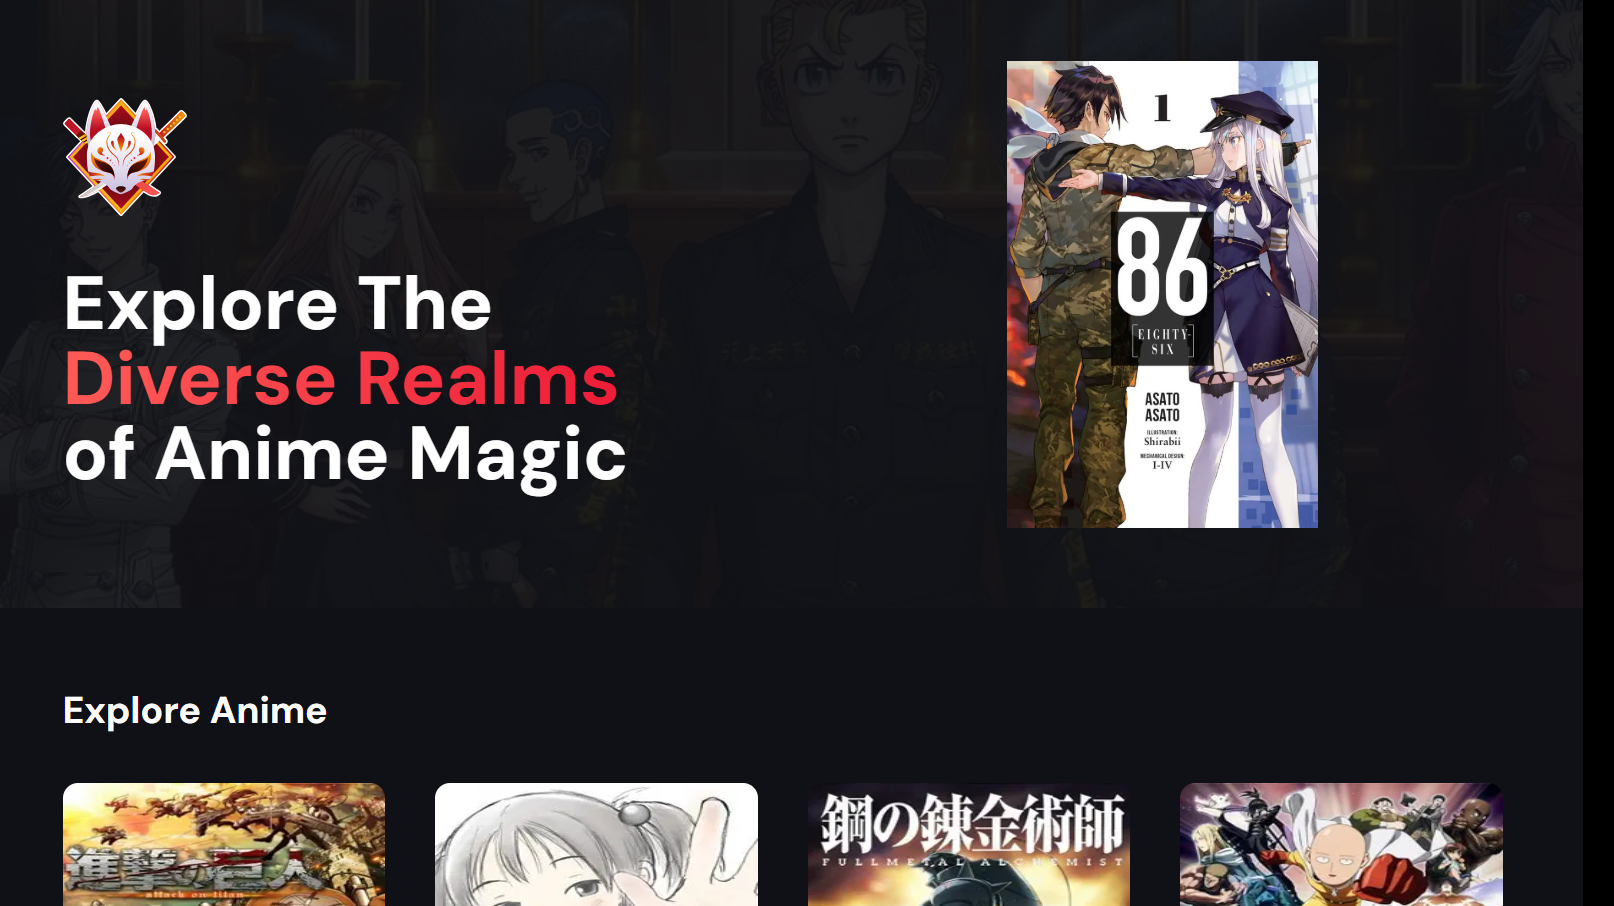 Explore The
Diverse Realms
of Anime Magic
1
86
EIGHTY-
SIX
ASATO
ASATO
ILLUSTRATION:
Shirabii
MECHANICAL DESIGN:
I-IV
Explore Anime
進撃の巨人
attack on titan
鋼の錬金術師
FULLMETAL ALCHEMIST